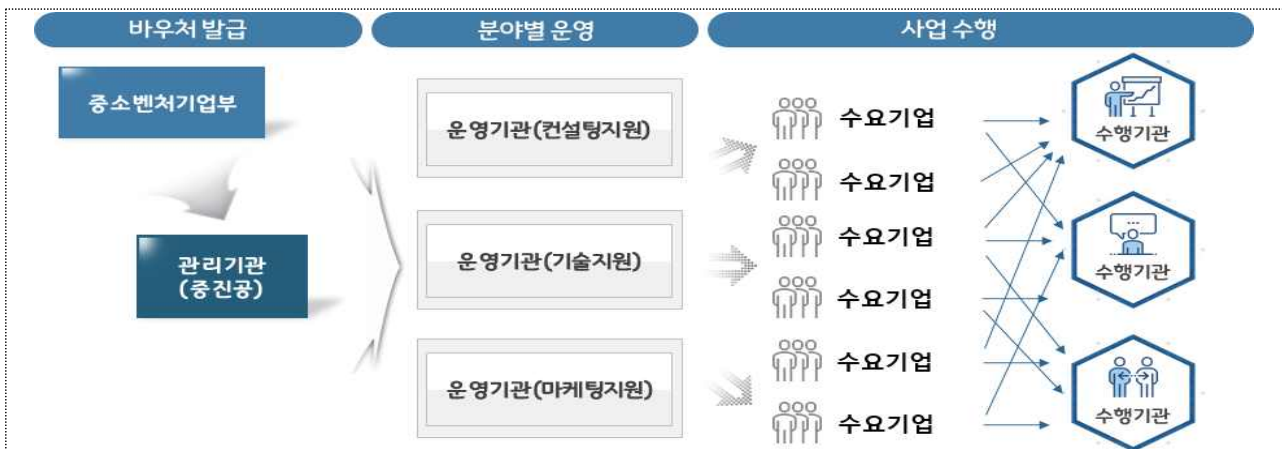 바우처 발급
분야별 운영
사업 수행
중소벤처기업부
관리기관
(중진공)
운영기관(컨설팅지원)
운영기관(기술지원)
운영기관(마케팅지원)
수요기업
수요기업
수요기업
수요기업
수요기업
수요기업
수행기관
수행기관
수행기관